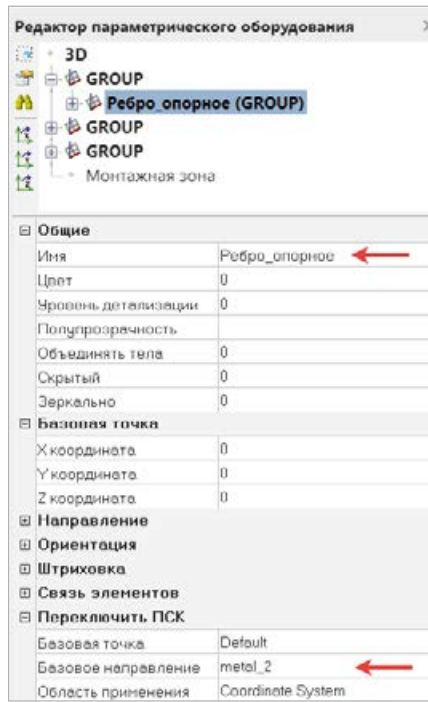 Редактор параметрического оборудования
3D
GROUP
Ребро_опорное (GROUP)
GROUP
GROUP
Монтажная зона
Общие
Имя Ребро_опорное
Цвет 0
Уровень детализации 0
Полупрозрачность
Объединять тела 0
Скрытый 0
Зеркально 0
Базовая точка
X координата 0
Y координата 0
Z координата 0
Направление
Ориентация
Штриховка
Связь элементов
Переключить ПСК
Базовая точка Default
Базовое направление metal_2
Область применения Coordinate System